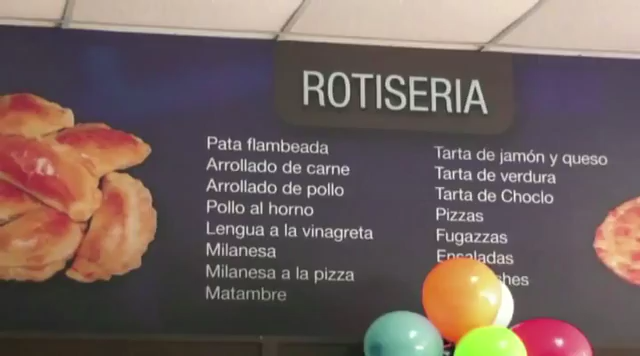 ROTISERIA
Pata flambeada
Arrollado de carne
Arrollado de pollo
Pollo al horno
Lengua a la vinagreta
Milanesa
Milanesa a la pizza
Matambre
Tarta de jamón y queso
Tarta de verdura
Tarta de Choclo
Pizzas
Fugazzas
Ensaladas